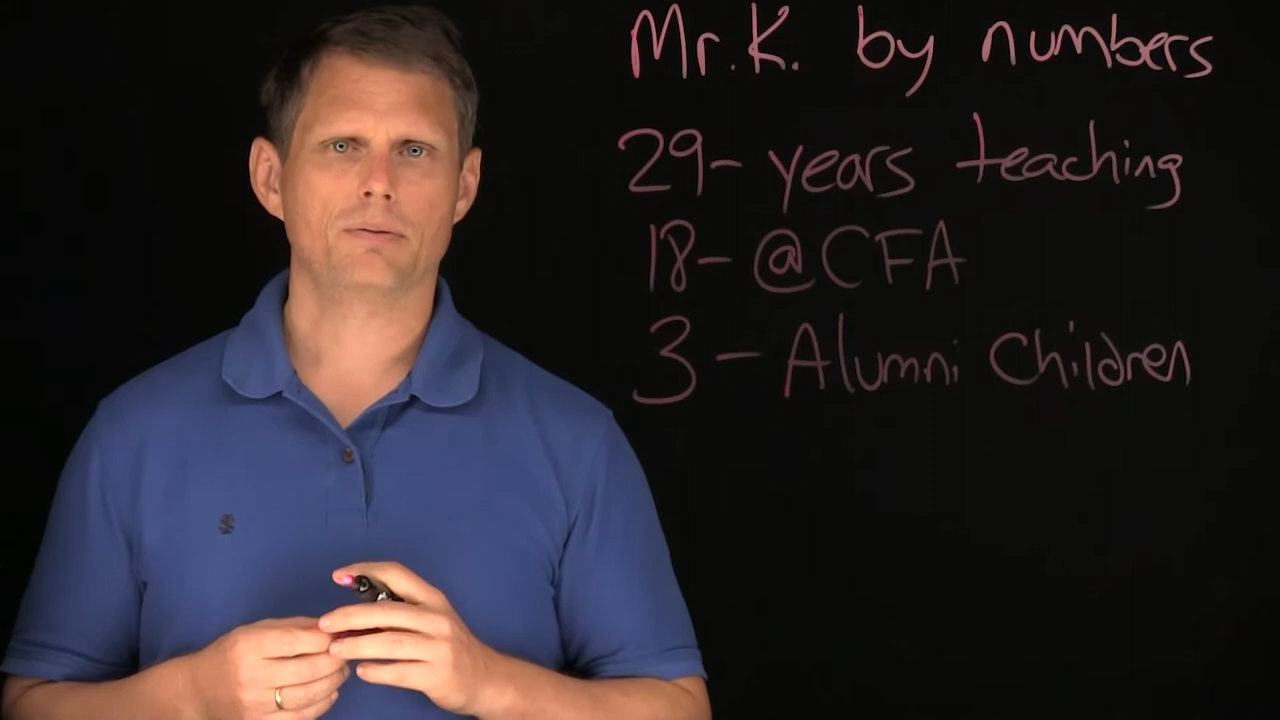 Mr. K. by numbers
29- years teaching
18- @CFA
3 - Alumni Children